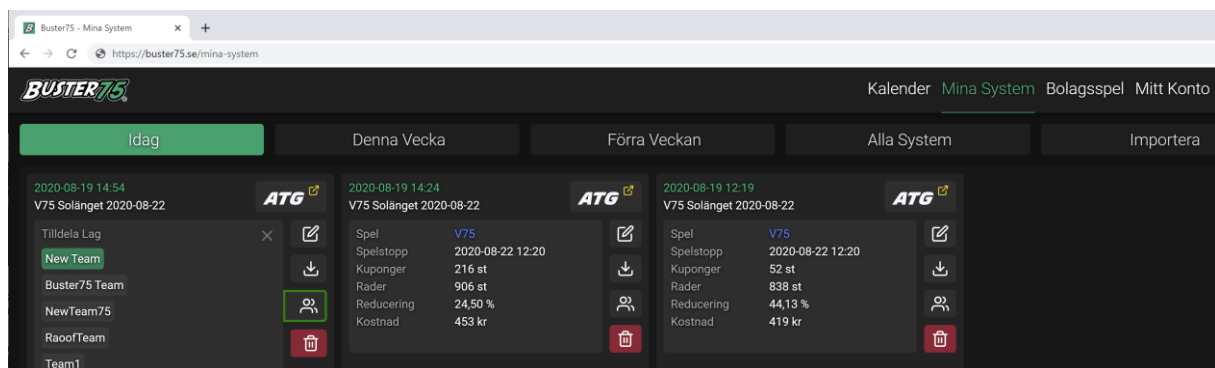 Buster75 - Mina System
https://buster75.se/mina-system
BUSTER75
Kalender Mina System Bolagsspel Mitt Konto
Idag Denna Vecka Förra Veckan Alla System Importera
2020-08-19 14:54
V75 Solänget 2020-08-22
ATG
Tilldela Lag
New Team
Buster75 Team
NewTeam75
RaoofTeam
Team1
2020-08-19 14:24
V75 Solänget 2020-08-22
ATG
Spel V75
Spelstopp 2020-08-22 12:20
Kuponger 216 st
Rader 906 st
Reducering 24,50 %
Kostnad 453 kr
2020-08-19 12:19
V75 Solänget 2020-08-22
ATG
Spel V75
Spelstopp 2020-08-22 12:20
Kuponger 52 st
Rader 838 st
Reducering 44,13 %
Kostnad 419 kr